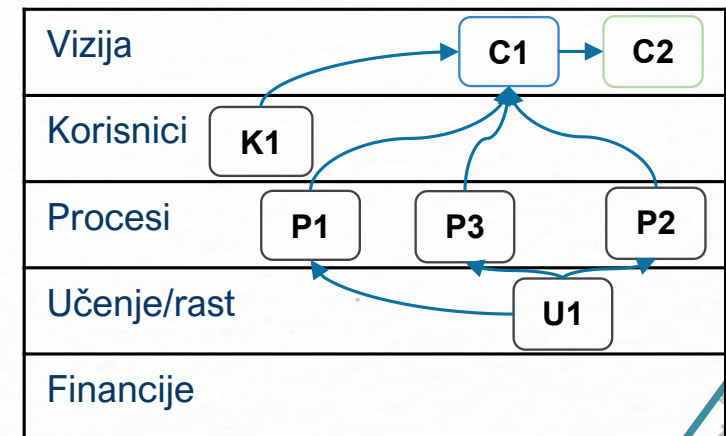 Vizija
C1
C2
Korisnici
K1
Procesi
P1
P3
P2
Učenje/rast
U1
Financije